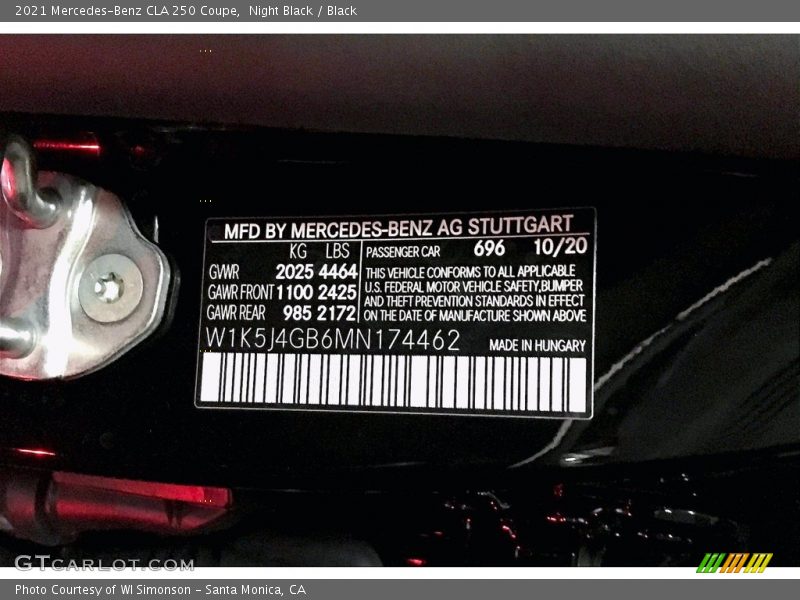 2021 Mercedes-Benz CLA 250 Coupe,  Night Black / Black
MFD BY MERCEDES-BENZ AG STUTTGART
KG LBS PASSENGER CAR 696 10/20
GVWR 2025 4464 THIS VEHICLE CONFORMS TO ALL APPLICABLE
GAWR FRONT 1100 2425 U.S. FEDERAL MOTOR VEHICLE SAFETY,BUMPER
AND THEFT PREVENTION STANDARDS IN EFFECT
GAWR REAR 985 2172 ON THE DATE OF MANUFACTURE SHOWN ABOVE
W1K5J4GB6MN174462 MADE IN HUNGARY
GTCARLOT.COM
Photo Courtesy of WI Simonson - Santa Monica, CA